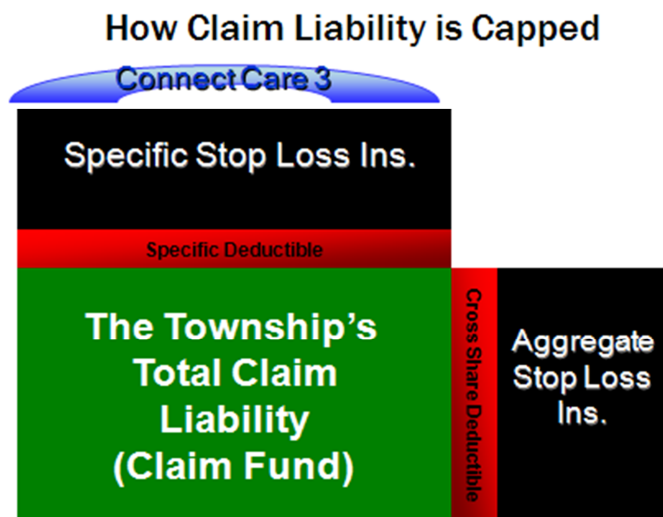 How Claim Liability is Capped
Connect Care 3
Specific Stop Loss Ins.
Specific Deductible
The Township's
Total Claim
Liability
(Claim Fund)
Cross Share Deductible
Aggregate
Stop Loss
Ins.